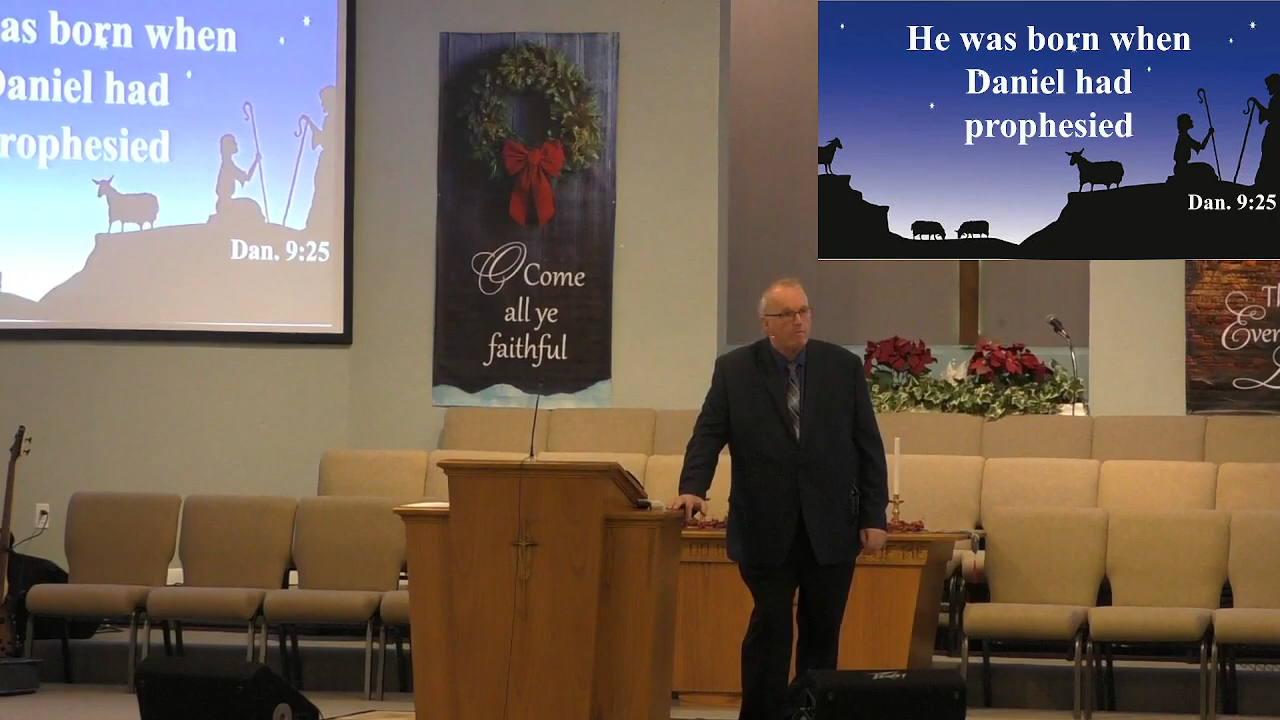 as born when
aniel had
rophesied
Dan. 9:25
O Come
all ye
faithful
He was born when
Daniel had
prophesied
Dan. 9:25